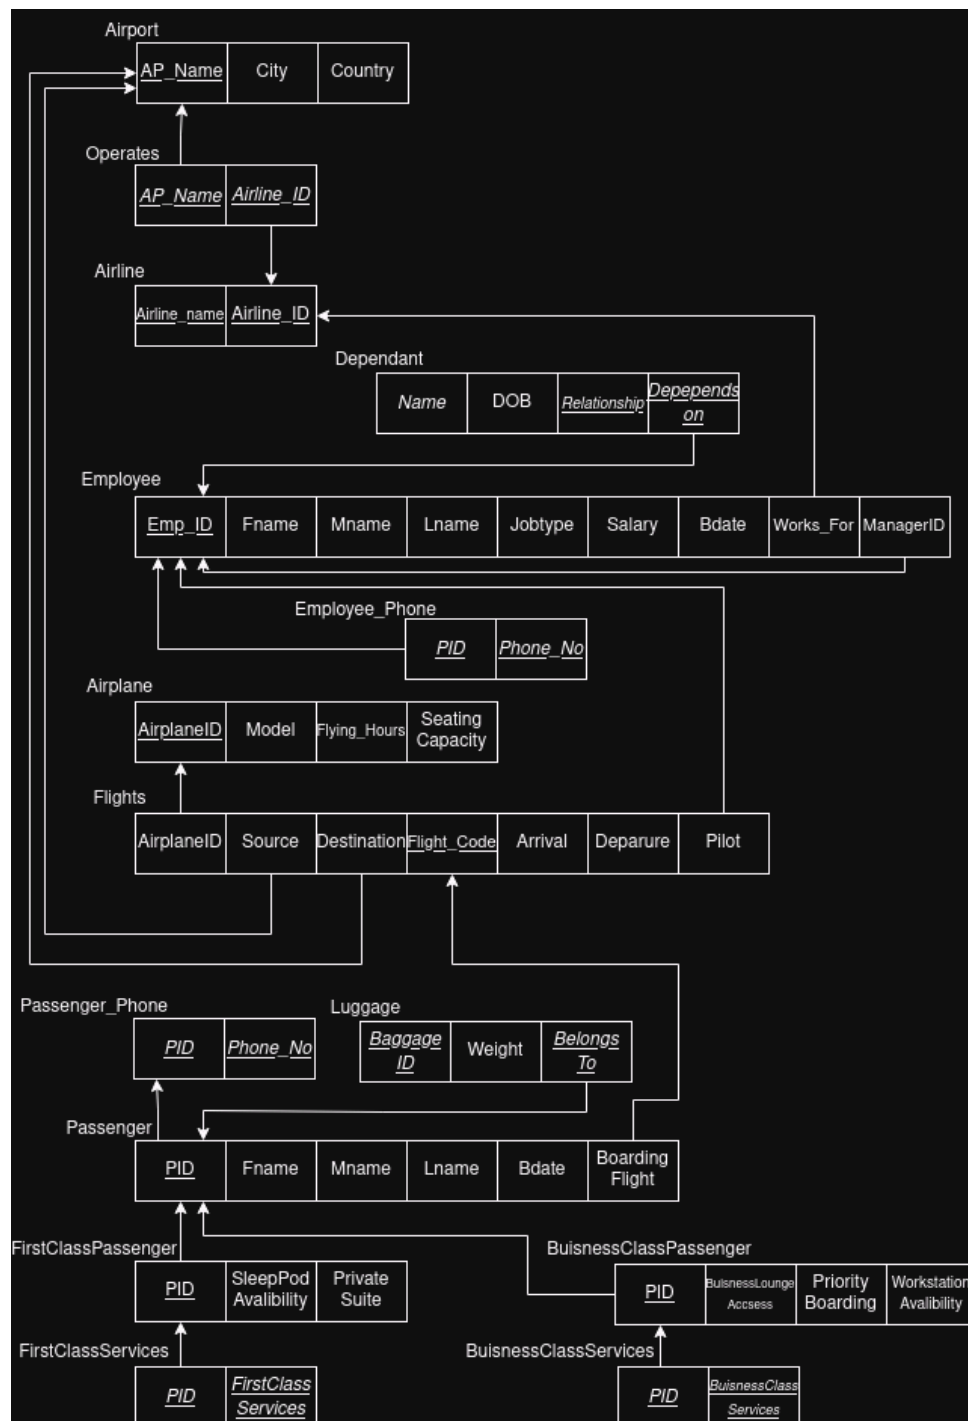 Airport
AP_Name City Country
Operates
AP_Name Airline_ID
Airline
Airline_name Airline_ID
Dependant
Name DOB Relationship Depepends
on
Employee
Emp_ID Fname Mname Lname Jobtype Salary Bdate Works_For ManagerID
Employee_Phone
PID Phone_No
Airplane
AirplaneID Model Flying_Hours Seating
Capacity
Flights
AirplaneID Source Destination Flight_Code Arrival Deparure Pilot
Passenger_Phone
PID Phone_No
Luggage
Baggage
ID Weight Belongs
To
Passenger
PID Fname Mname Lname Bdate Boarding
Flight
FirstClassPassenger
PID SleepPod
Avalibility Private
Suite
BuisnessClassPassenger
PID BuisnessLounge
Accsess Priority
Boarding Workstation
Avalibility
FirstClassServices
PID FirstClass
Services
BuisnessClassServices
PID BuisnessClass
Services